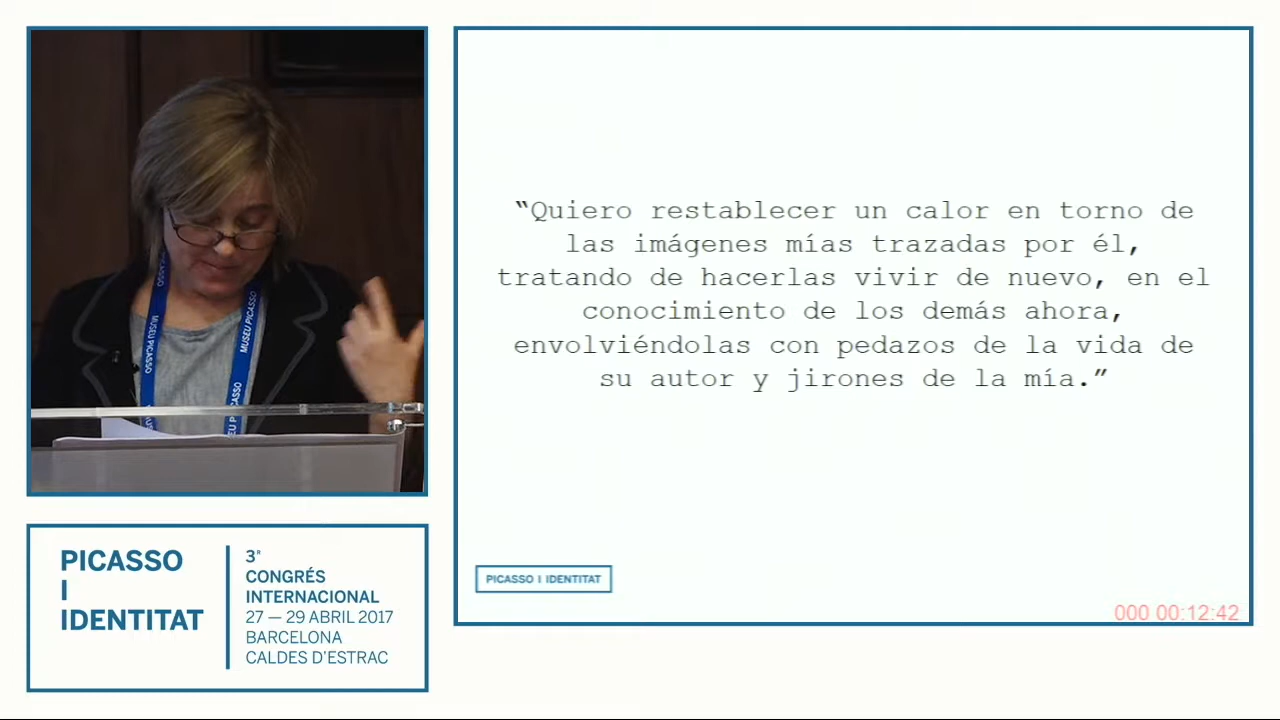 “Quiero restablecer un calor en torno de
las imágenes mías trazadas por él,
tratando de hacerlas vivir de nuevo, en el
conocimiento de los demás ahora,
envolviéndolas con pedazos de la vida de
su autor y jirones de la mía.”
PICASSO I IDENTITAT
000 00:12:42
MUSEU PICASSO
PICASSO
I
IDENTITAT
3ᵉ
CONGRÉS
INTERNACIONAL
27 — 29 ABRIL 2017
BARCELONA
CALDES D’ESTRAC